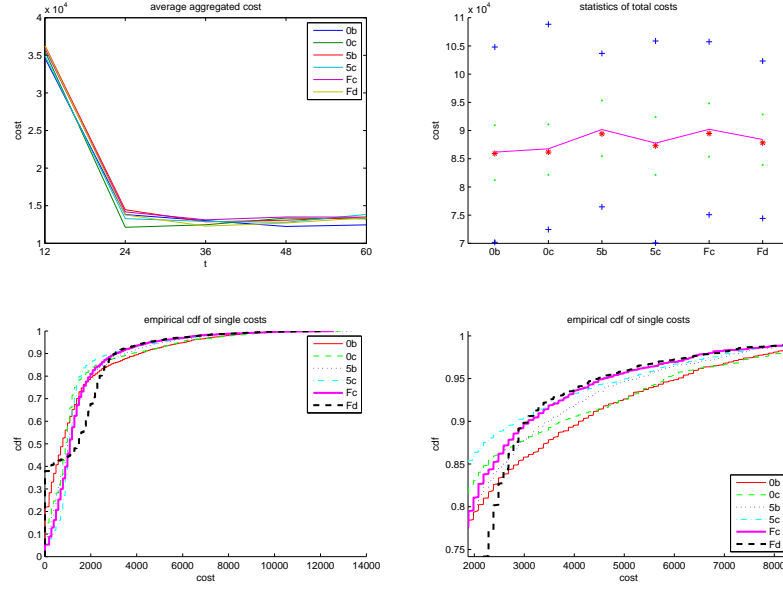 average aggregated cost
x 10^4
4
3.5
3
2.5
2
1.5
1
12
24
36
48
60
t
cost
0b
0c
5b
5c
Fc
Fd
statistics of total costs
x 10^4
11
10.5
10
9.5
9
8.5
8
7.5
7
0b
0c
5b
5c
Fc
Fd
cost
empirical cdf of single costs
1
0.9
0.8
0.7
0.6
0.5
0.4
0.3
0.2
0.1
0
0
2000
4000
6000
8000
10000
12000
14000
cost
cdf
0b
0c
5b
5c
Fc
Fd
empirical cdf of single costs
1
0.95
0.9
0.85
0.8
0.75
2000
3000
4000
5000
6000
7000
8000
cost
cdf
0b
0c
5b
5c
Fc
Fd